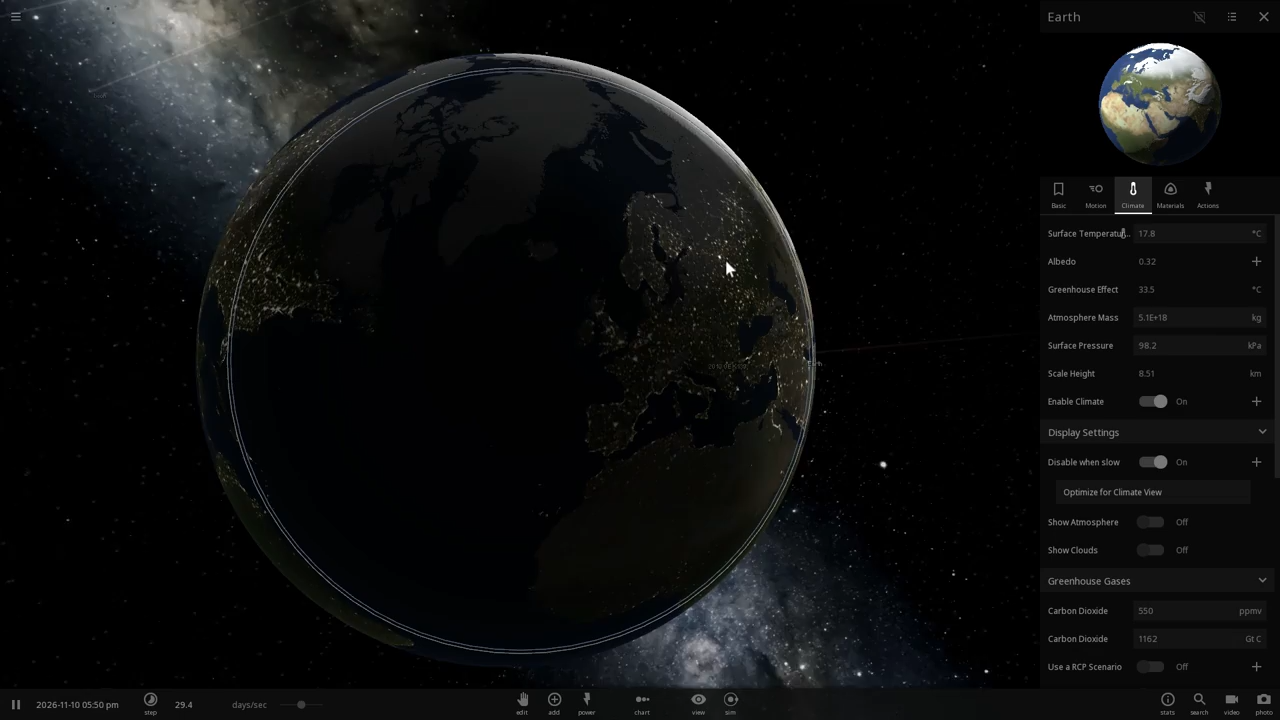 Earth
Basic
Motion
Climate
Materials
Actions
Surface Temperatu... 17.8 °C
Albedo 0.32
Greenhouse Effect 33.5 °C
Atmosphere Mass 5.1E+18 kg
Surface Pressure 98.2 kPa
Scale Height 8.51 km
Enable Climate On
Display Settings
Disable when slow On
Optimize for Climate View
Show Atmosphere Off
Show Clouds Off
Greenhouse Gases
Carbon Dioxide 550 ppmv
Carbon Dioxide 1162 Gt C
Use a RCP Scenario Off
2026-11-10 05:50 pm
step
29.4 days/sec
edit
add
power
chart
view
sim
stats
search
video
photo